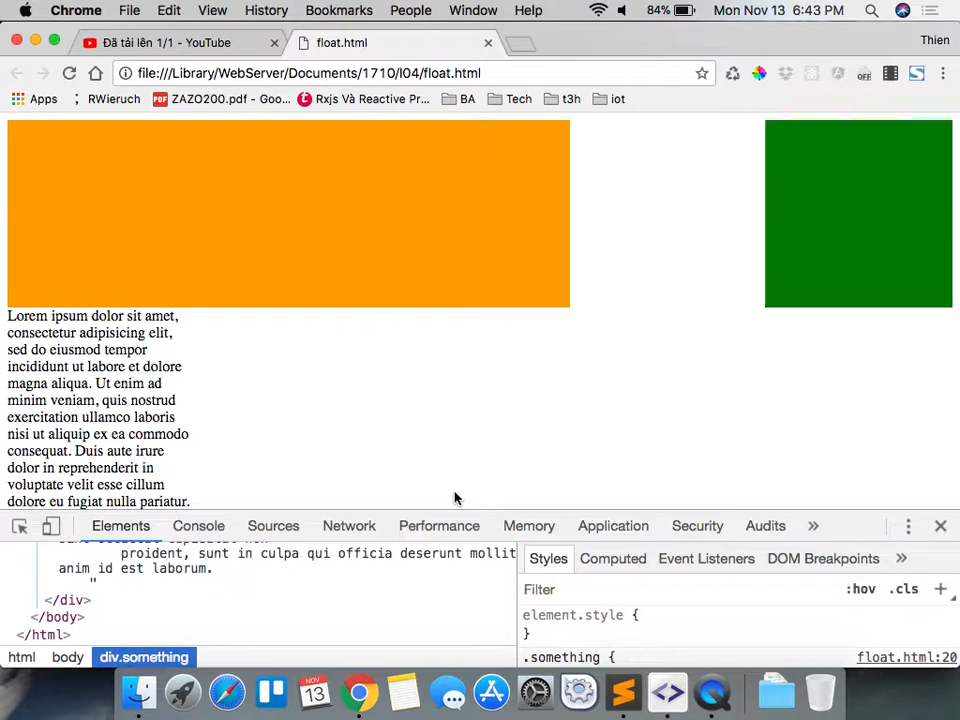 Chrome File Edit View History Bookmarks People Window Help 84% Mon Nov 13 6:43 PM
Đã tải lên 1/1 - YouTube float.html Thien
file:///Library/WebServer/Documents/1710/l04/float.html OFF
Apps RWieruch ZAZO200.pdf - Goo... Rxjs Và Reactive Pr... BA Tech t3h iot
Lorem ipsum dolor sit amet,
consectetur adipisicing elit,
sed do eiusmod tempor
incididunt ut labore et dolore
magna aliqua. Ut enim ad
minim veniam, quis nostrud
exercitation ullamco laboris
nisi ut aliquip ex ea commodo
consequat. Duis aute irure
dolor in reprehenderit in
voluptate velit esse cillum
dolore eu fugiat nulla pariatur.
Elements Console Sources Network Performance Memory Application Security Audits »
proident, sunt in culpa qui officia deserunt mollit
anim id est laborum.
"
</div>
</body>
</html>
html body div.something
Styles Computed Event Listeners DOM Breakpoints »
Filter :hov .cls +
element.style {
}
.something { float.html:20
NOV
13